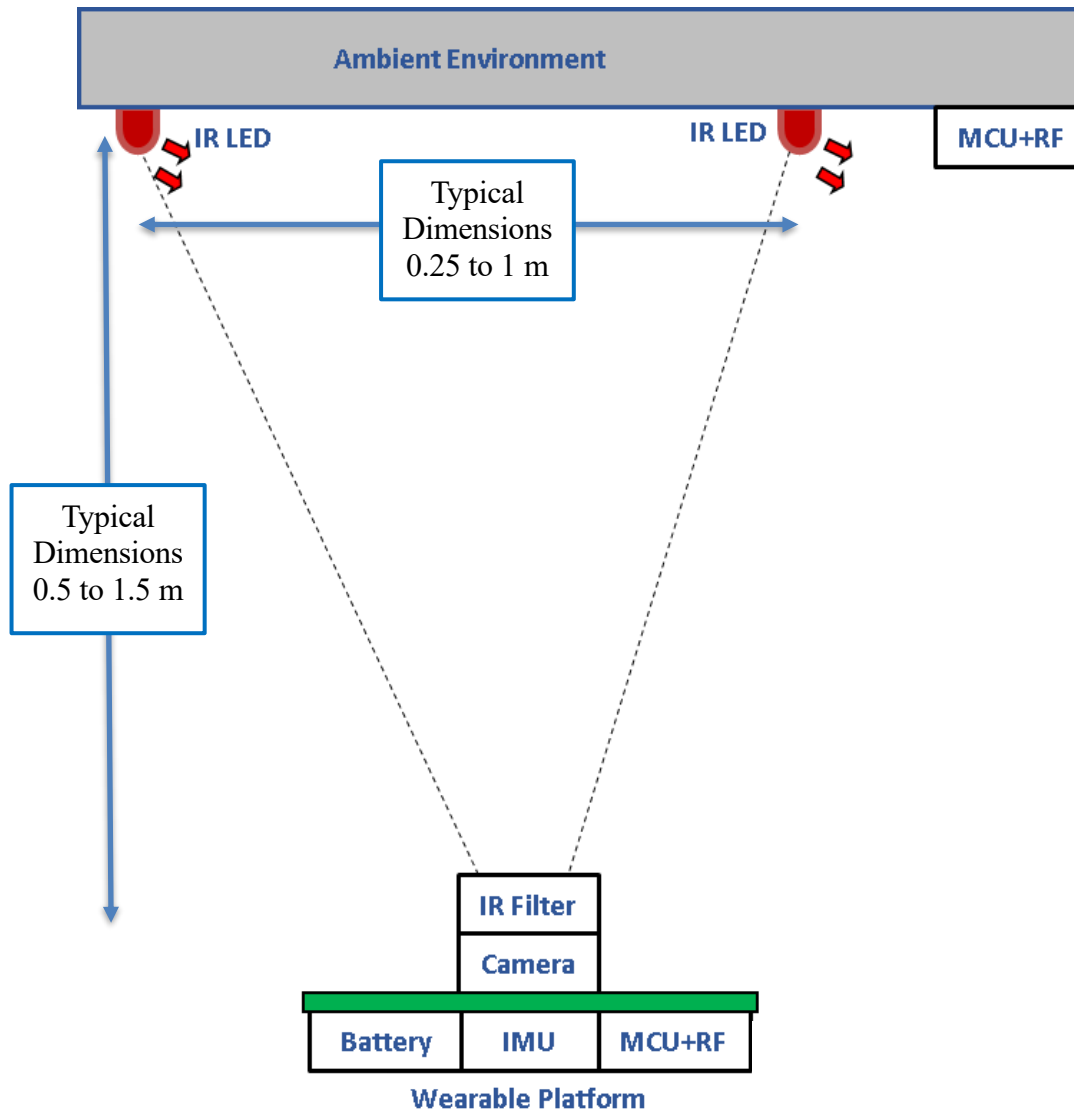 Ambient Environment
IR LED
IR LED
MCU+RF
Typical
Dimensions
0.25 to 1 m
Typical
Dimensions
0.5 to 1.5 m
IR Filter
Camera
Battery
IMU
MCU+RF
Wearable Platform